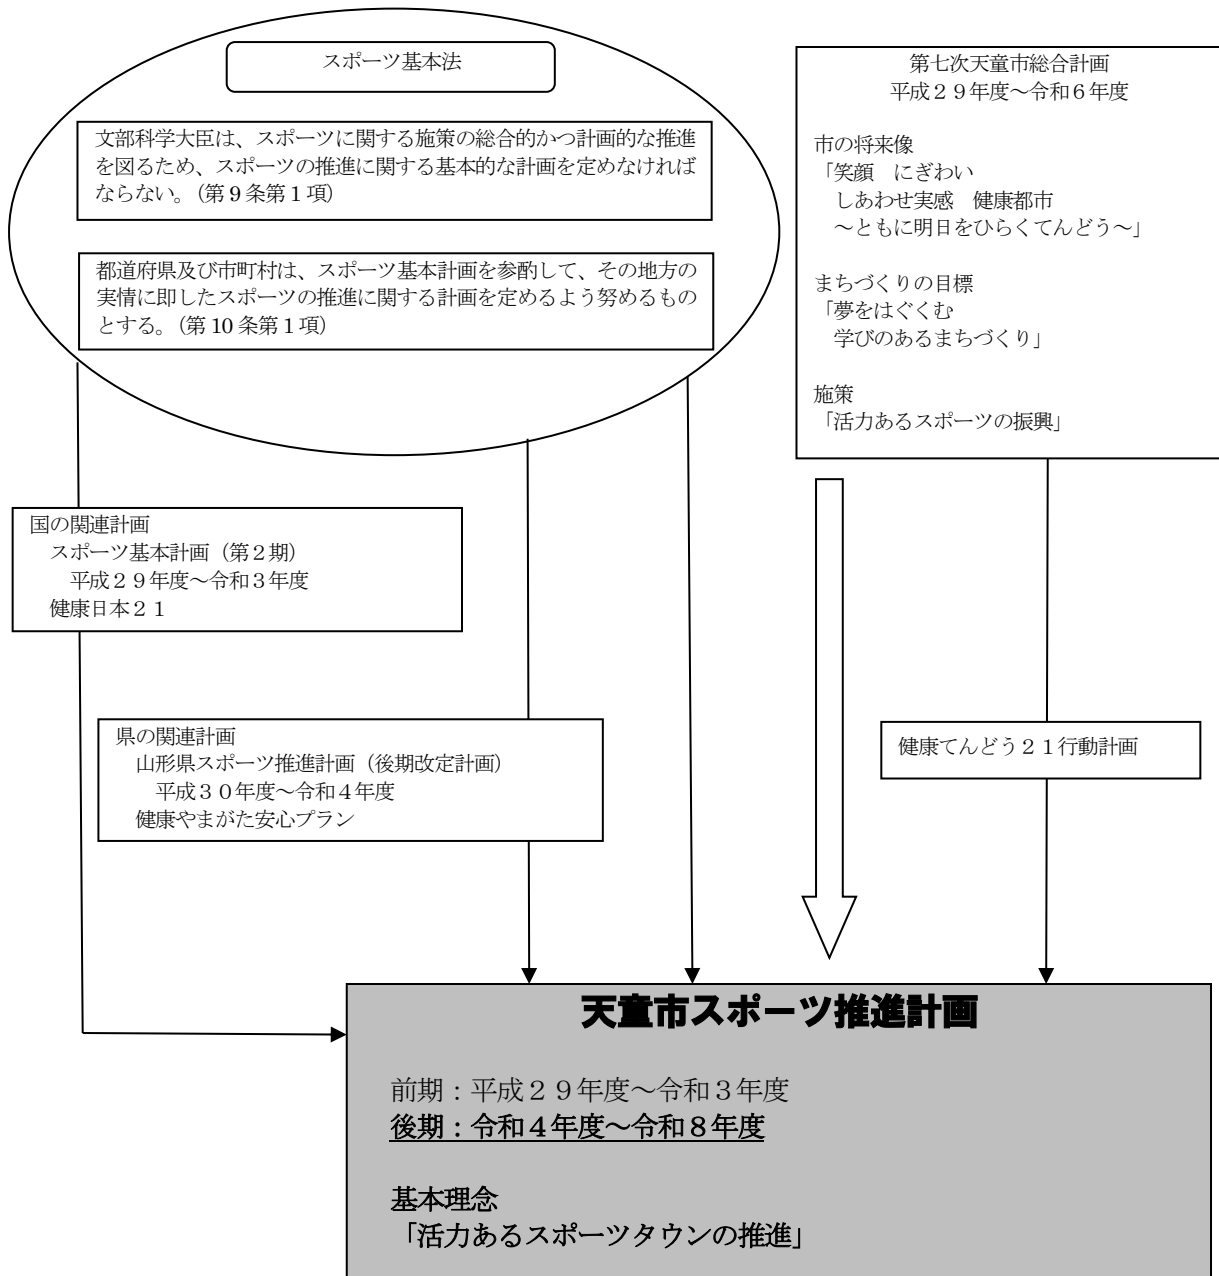 スポーツ基本法
文部科学大臣は、スポーツに関する施策の総合的かつ計画的な推進
を図るため、スポーツの推進に関する基本的な計画を定めなければ
ならない。（第9条第1項）
都道府県及び市町村は、スポーツ基本計画を参酌して、その地方の
実情に即したスポーツの推進に関する計画を定めるよう努めるもの
とする。（第10条第1項）
第七次天童市総合計画
平成２９年度～令和６年度
市の将来像
「笑顔　にぎわい
しあわせ実感　健康都市
～ともに明日をひらくてんどう～」
まちづくりの目標
「夢をはぐくむ
学びのあるまちづくり」
施策
「活力あるスポーツの振興」
国の関連計画
スポーツ基本計画（第２期）
平成２９年度～令和３年度
健康日本２１
県の関連計画
山形県スポーツ推進計画（後期改定計画）
平成３０年度～令和４年度
健康やまがた安心プラン
健康てんどう２１行動計画
天童市スポーツ推進計画
前期：平成２９年度～令和３年度
後期：令和４年度～令和８年度
基本理念
「活力あるスポーツタウンの推進」